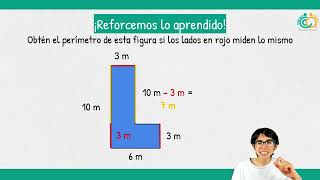 ¡Reforcemos lo aprendido!
Obtén el perímetro de esta figura si los lados en rojo miden lo mismo
3 m
10 m
10 m - 3 m =
7 m
3 m
3 m
6 m